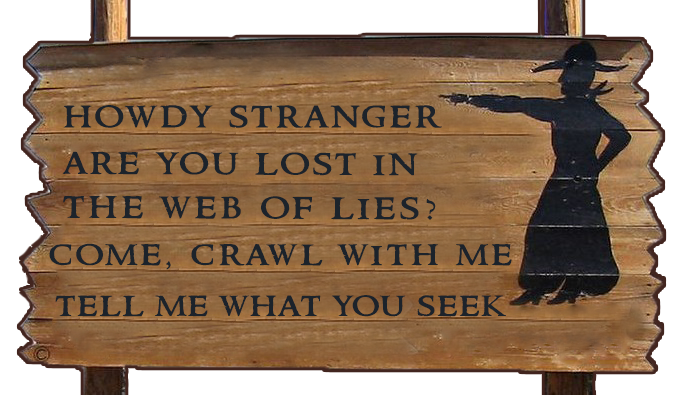 HOWDY STRANGER
ARE YOU LOST IN
THE WEB OF LIES?
COME, CRAWL WITH ME
TELL ME WHAT YOU SEEK
©